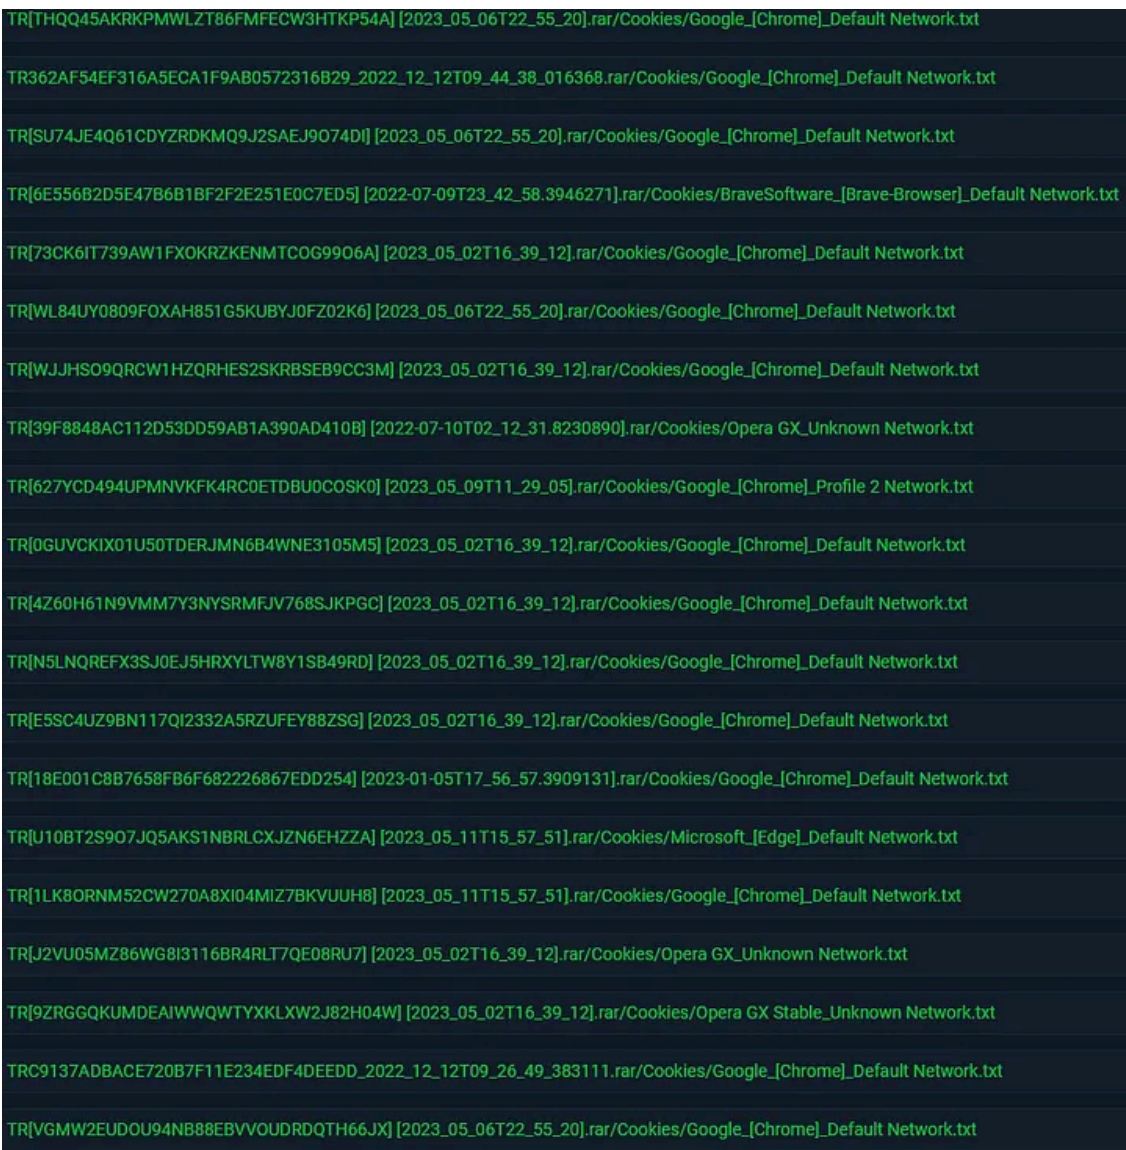 TR[THQQ45AKRKPMWLZT86FMFECW3HTKP54A] [2023_05_06T22_55_20].rar/Cookies/Google_[Chrome]_Default Network.txt
TR362AF54EF316A5ECA1F9AB0572316B29_2022_12_12T09_44_38_016368.rar/Cookies/Google_[Chrome]_Default Network.txt
TR[SU74JE4Q61CDYZRDKMQ9J2SAEJ9O74DI] [2023_05_06T22_55_20].rar/Cookies/Google_[Chrome]_Default Network.txt
TR[6E556B2D5E47B6B1BF2F2E251E0C7ED5] [2022-07-09T23_42_58.3946271].rar/Cookies/BraveSoftware_[Brave-Browser]_Default Network.txt
TR[73CK6IT739AW1FXOKRZKENMTCOG99O6A] [2023_05_02T16_39_12].rar/Cookies/Google_[Chrome]_Default Network.txt
TR[WL84UY0809FOXAH851G5KUBYJ0FZ02K6] [2023_05_06T22_55_20].rar/Cookies/Google_[Chrome]_Default Network.txt
TR[WJJHSO9QRCW1HZQRHES2SKRBSEB9CC3M] [2023_05_02T16_39_12].rar/Cookies/Google_[Chrome]_Default Network.txt
TR[39F8848AC112D53DD59AB1A390AD410B] [2022-07-10T02_12_31.8230890].rar/Cookies/Opera GX_Unknown Network.txt
TR[627YCD494UPMNVKFK4RC0ETDBU0COSK0] [2023_05_09T11_29_05].rar/Cookies/Google_[Chrome]_Profile 2 Network.txt
TR[0GUVCKIX01U50TDERJMN6B4WNE3105M5] [2023_05_02T16_39_12].rar/Cookies/Google_[Chrome]_Default Network.txt
TR[4Z60H61N9VMM7Y3NYSRMFJV768SJKPGC] [2023_05_02T16_39_12].rar/Cookies/Google_[Chrome]_Default Network.txt
TR[N5LNQREFX3SJ0EJ5HRXYLTW8Y1SB49RD] [2023_05_02T16_39_12].rar/Cookies/Google_[Chrome]_Default Network.txt
TR[E5SC4UZ9BN117QI2332A5RZUFEY88ZSG] [2023_05_02T16_39_12].rar/Cookies/Google_[Chrome]_Default Network.txt
TR[18E001C8B7658FB6F682226867EDD254] [2023-01-05T17_56_57.3909131].rar/Cookies/Google_[Chrome]_Default Network.txt
TR[U10BT2S9O7JQ5AKS1NBRLCXJZN6EHZZA] [2023_05_11T15_57_51].rar/Cookies/Microsoft_[Edge]_Default Network.txt
TR[1LK8ORNM52CW270A8XI04MIZ7BKVUUH8] [2023_05_11T15_57_51].rar/Cookies/Google_[Chrome]_Default Network.txt
TR[J2VU05MZ86WG8I3116BR4RLT7QE08RU7] [2023_05_02T16_39_12].rar/Cookies/Opera GX_Unknown Network.txt
TR[9ZRGGQKUMDEAIWWQWTYXKLXW2J82H04W] [2023_05_02T16_39_12].rar/Cookies/Opera GX Stable_Unknown Network.txt
TRC9137ADBACE720B7F11E234EDF4DEEDD_2022_12_12T09_26_49_383111.rar/Cookies/Google_[Chrome]_Default Network.txt
TR[VGMW2EUDOU94NB88EBVVOUDRDQTH66JX] [2023_05_06T22_55_20].rar/Cookies/Google_[Chrome]_Default Network.txt